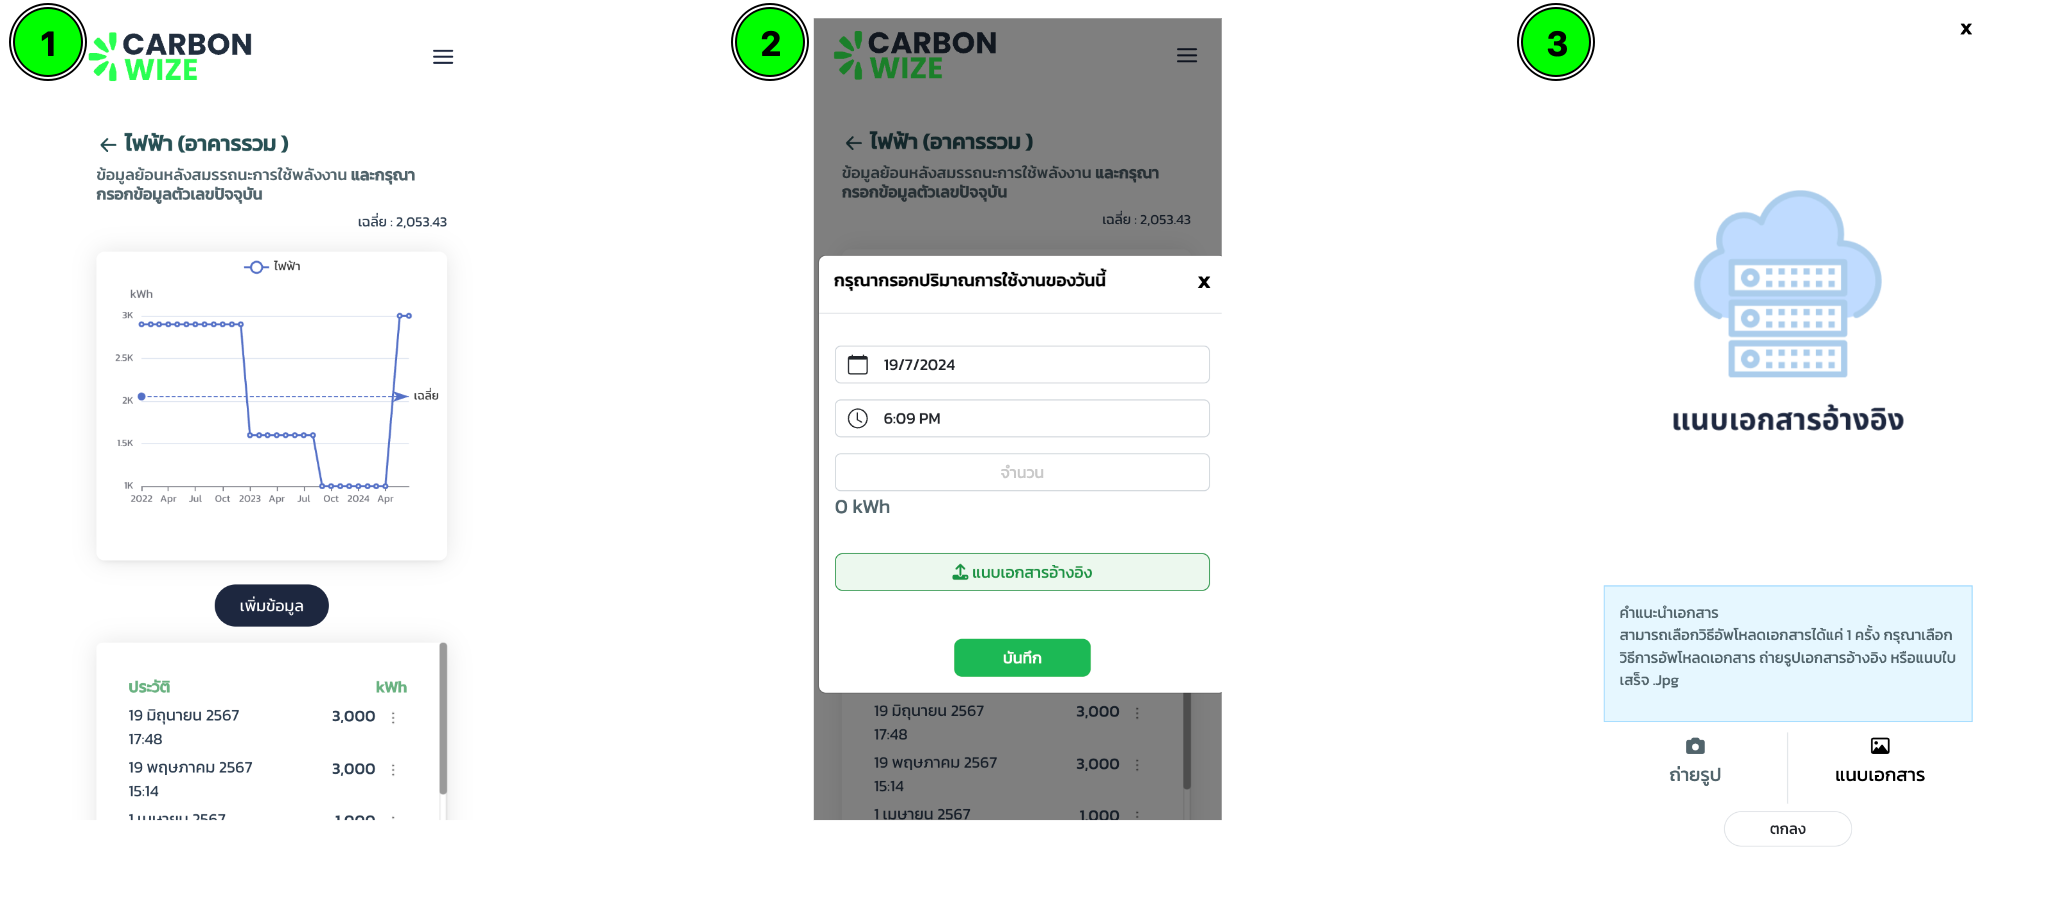 1
CARBON
WIZE
← ไฟฟ้า (อาคารรวม )
ข้อมูลย้อนหลังสมรรถนะการใช้พลังงาน และกรุณา
กรอกข้อมูลตัวเลขปัจจุบัน
เฉลี่ย : 2,053.43
ไฟฟ้า
kWh
3K
2.5K
เฉลี่ย
2K
1.5K
1K
2022 Apr Jul Oct 2023 Apr Jul Oct 2024 Apr
เพิ่มข้อมูล
ประวัติ kWh
19 มิถุนายน 2567 3,000
17:48
19 พฤษภาคม 2567 3,000
15:14
1 เมษายน 2567 1,000
2
CARBON
WIZE
← ไฟฟ้า (อาคารรวม )
ข้อมูลย้อนหลังสมรรถนะการใช้พลังงาน และกรุณา
กรอกข้อมูลตัวเลขปัจจุบัน
เฉลี่ย : 2,053.43
กรุณากรอกปริมาณการใช้งานของวันนี้ x
19/7/2024
6:09 PM
จำนวน
0 kWh
แนบเอกสารอ้างอิง
บันทึก
19 มิถุนายน 2567 3,000
17:48
19 พฤษภาคม 2567 3,000
15:14
1 เมษายน 2567 1,000
3
x
แนบเอกสารอ้างอิง
คำแนะนำเอกสาร
สามารถเลือกวิธีอัพโหลดเอกสารได้แค่ 1 ครั้ง กรุณาเลือก
วิธีการอัพโหลดเอกสาร ถ่ายรูปเอกสารอ้างอิง หรือแนบใบ
เสร็จ .Jpg
ถ่ายรูป แนบเอกสาร
ตกลง